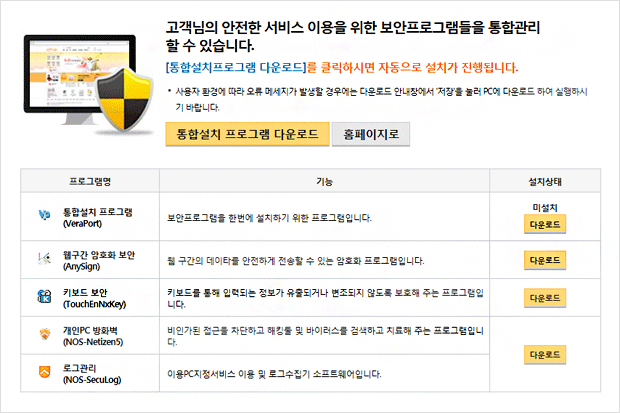 고객님의 안전한 서비스 이용을 위한 보안프로그램들을 통합관리
할 수 있습니다.
[통합설치프로그램 다운로드]를 클릭하시면 자동으로 설치가 진행됩니다.
* 사용자 환경에 따라 오류 메세지가 발생할 경우에는 다운로드 안내창에서 '저장'을 눌러 PC에 다운로드 하여 실행하시
기 바랍니다.
통합설치 프로그램 다운로드 홈페이지로
프로그램명 기능 설치상태
통합설치 프로그램
(VeraPort)
보안프로그램을 한번에 설치하기 위한 프로그램입니다.
미설치
다운로드
웹구간 암호화 보안
(AnySign)
웹 구간의 데이타를 안전하게 전송할 수 있는 암호화 프로그램입니다.
다운로드
키보드 보안
(TouchEnNxKey)
키보드를 통해 입력되는 정보가 유출되거나 변조되지 않도록 보호해 주는 프로그램입
니다.
다운로드
개인PC 방화벽
(NOS-Netizen5)
비인가된 접근을 차단하고 해킹툴 및 바이러스를 검색하고 치료해 주는 프로그램입니
다.
다운로드
로그관리
(NOS-SecuLog)
이용PC지정서비스 이용 및 로그수집기 소프트웨어입니다.